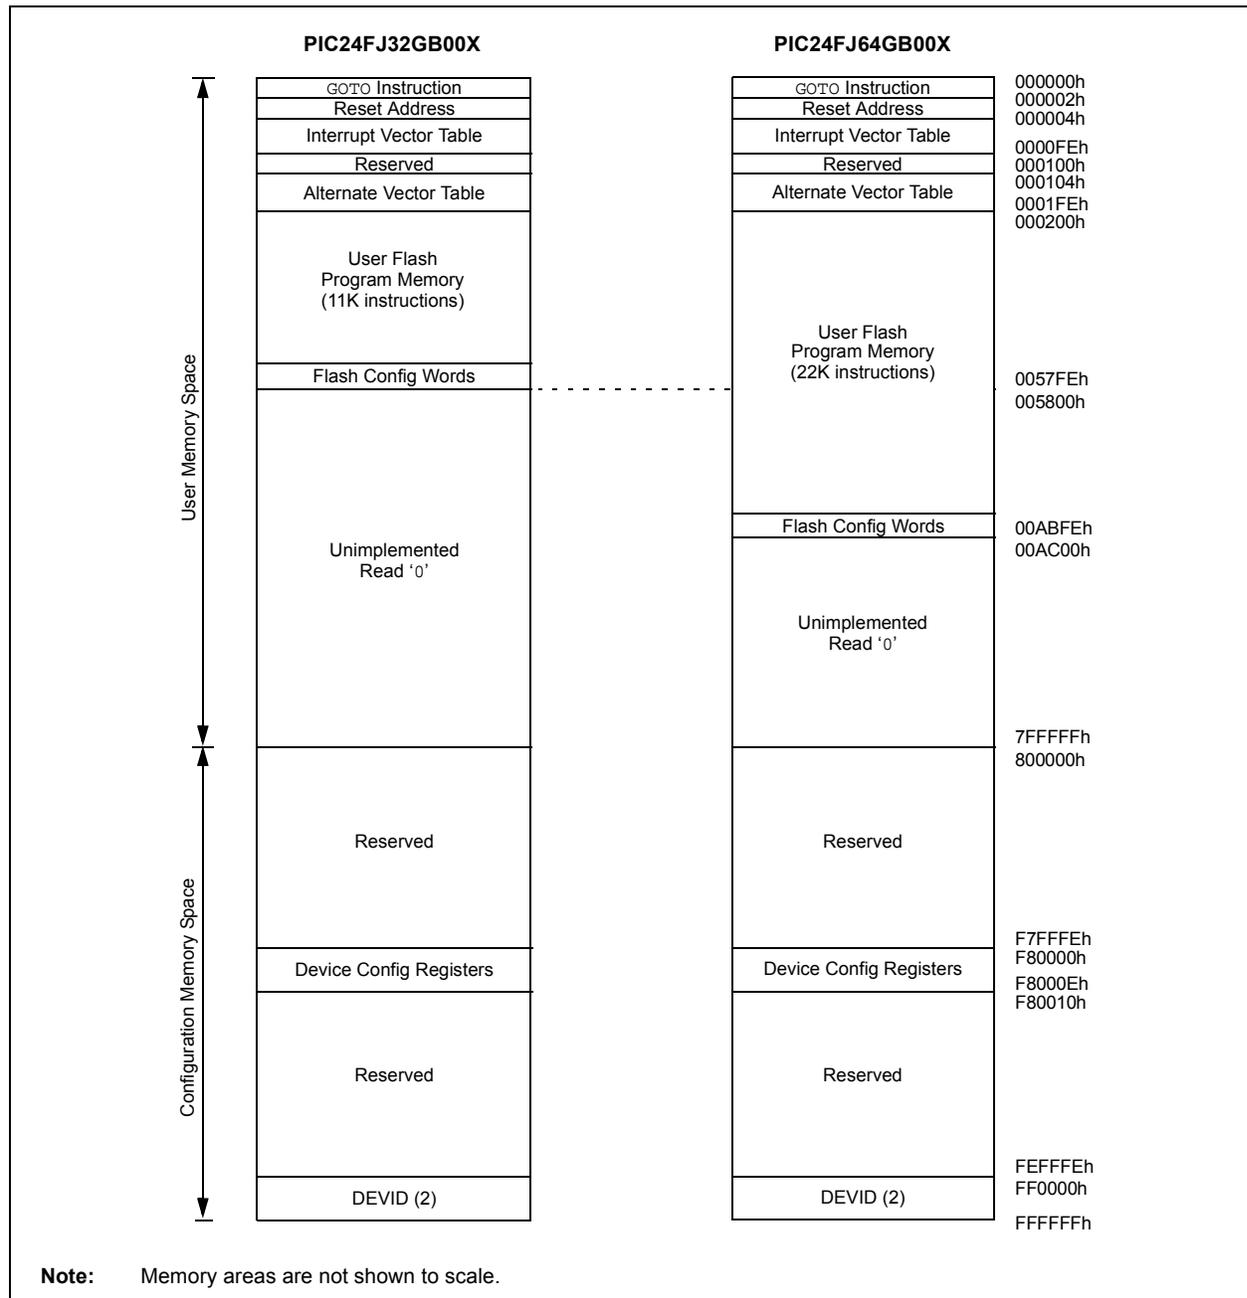 PIC24FJ32GB00X
PIC24FJ64GB00X
GOTO Instruction
Reset Address
Interrupt Vector Table
Reserved
Alternate Vector Table
User Flash
Program Memory
(11K instructions)
Flash Config Words
Unimplemented
Read ‘0’
Reserved
Device Config Registers
Reserved
DEVID (2)
GOTO Instruction
Reset Address
Interrupt Vector Table
Reserved
Alternate Vector Table
User Flash
Program Memory
(22K instructions)
Flash Config Words
Unimplemented
Read ‘0’
Reserved
Device Config Registers
Reserved
DEVID (2)
000000h
000002h
000004h
0000FEh
000100h
000104h
0001FEh
000200h
0057FEh
005800h
00ABFEh
00AC00h
7FFFFFh
800000h
F7FFFEh
F80000h
F8000Eh
F80010h
FEFFFEh
FF0000h
FFFFFFh
User Memory Space
Configuration Memory Space
Note: Memory areas are not shown to scale.